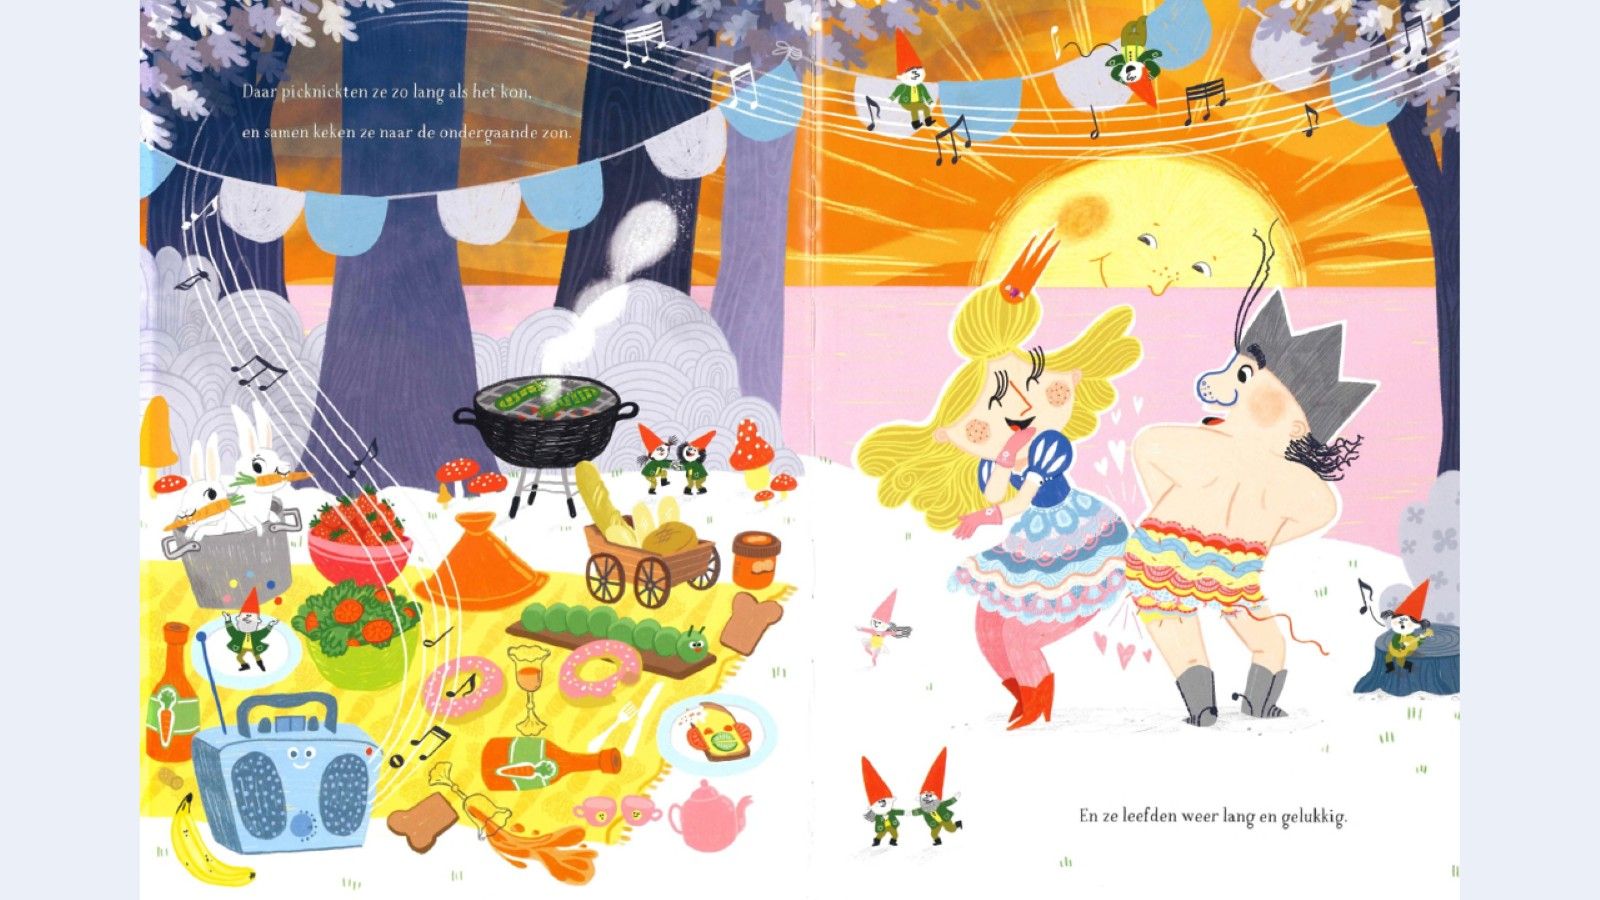 Daar picknickten ze zo lang als het kon,
en samen keken ze naar de ondergaande zon.
En ze leefden weer lang en gelukkig.